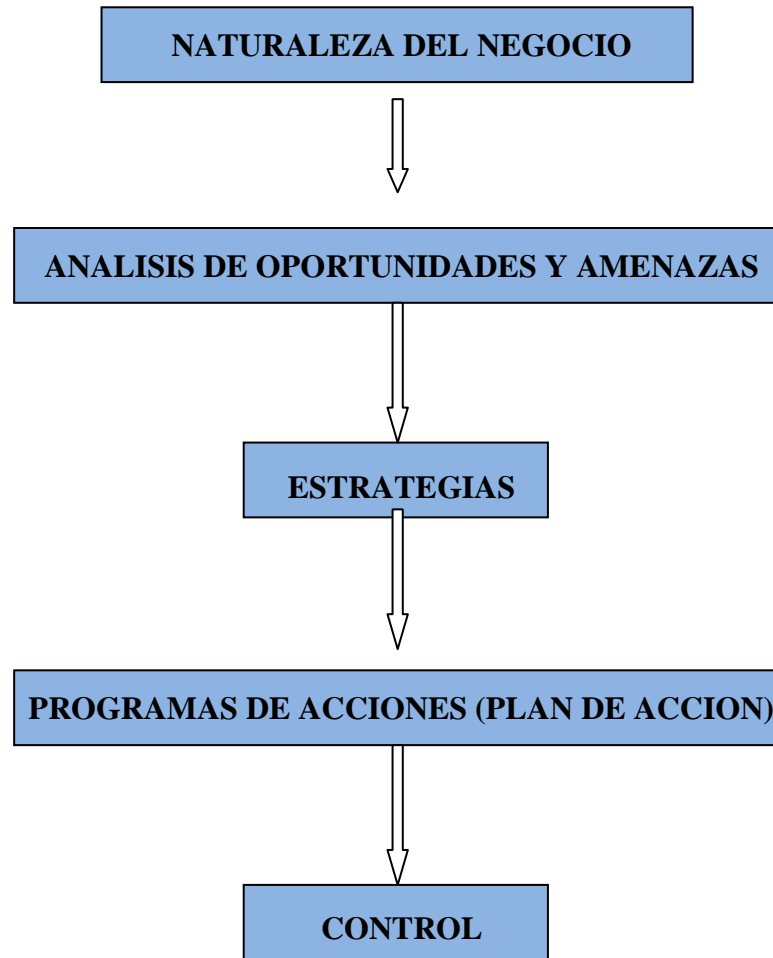 NATURALEZA DEL NEGOCIO
ANALISIS DE OPORTUNIDADES Y AMENAZAS
ESTRATEGIAS
PROGRAMAS DE ACCIONES (PLAN DE ACCION)
CONTROL